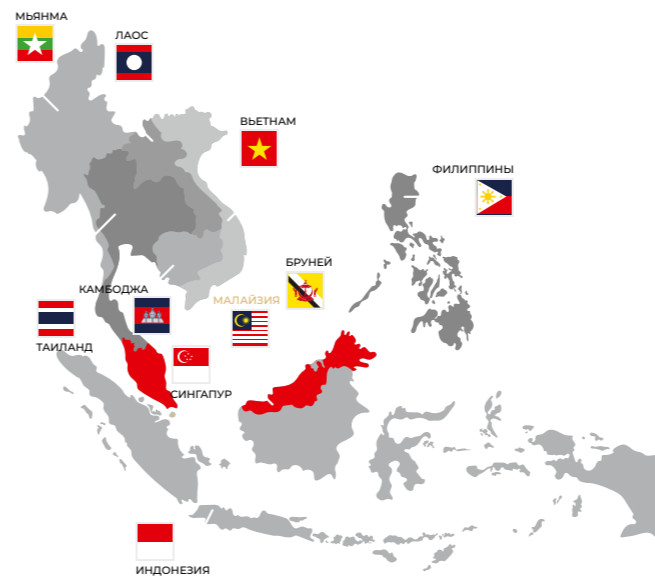 МЬЯНМА
ЛАОС
ВЬЕТНАМ
ФИЛИППИНЫ
БРУНЕЙ
КАМБОДЖА
МАЛАЙЗИЯ
ТАИЛАНД
СИНГАПУР
ИНДОНЕЗИЯ